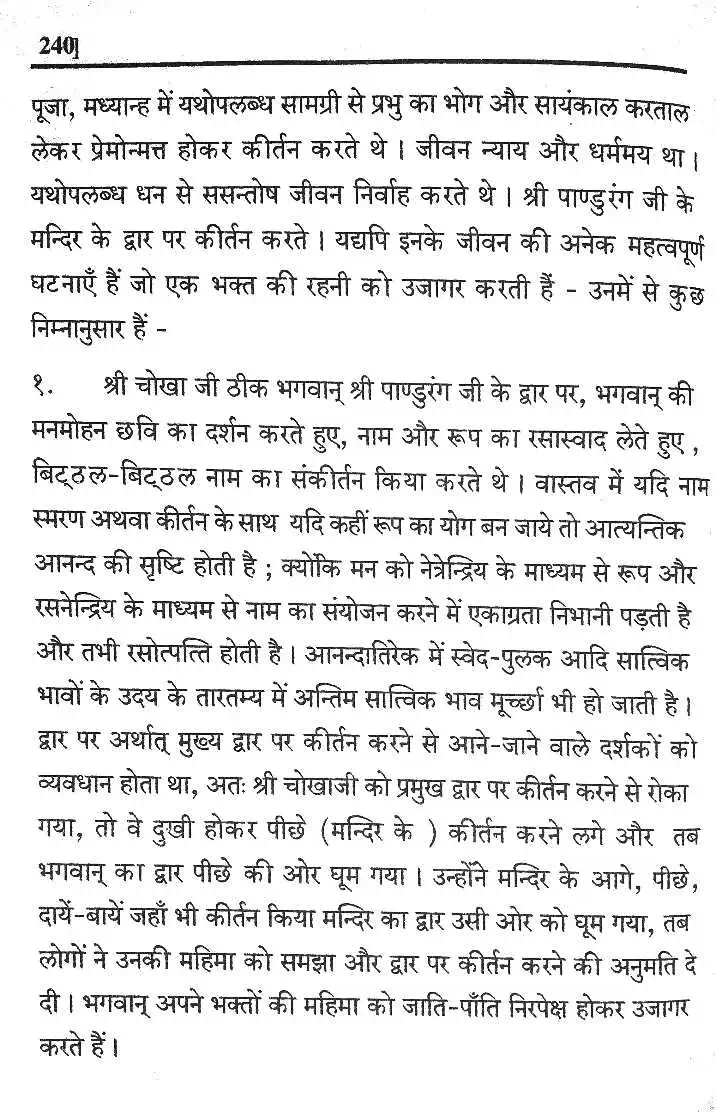 240]
पूजा, मध्यान्ह में यथोपलब्ध सामग्री से प्रभु का भोग और सायंकाल करताल
लेकर प्रेमोन्मत्त होकर कीर्तन करते थे । जीवन न्याय और धर्ममय था ।
यथोपलब्ध धन से ससन्तोष जीवन निर्वाह करते थे । श्री पाण्डुरंग जी के
मन्दिर के द्वार पर कीर्तन करते । यद्यपि इनके जीवन की अनेक महत्वपूर्ण
घटनाएँ हैं जो एक भक्त की रहनी को उजागर करती हैं - उनमें से कुछ
निम्नानुसार हैं -
१. श्री चोखा जी ठीक भगवान् श्री पाण्डुरंग जी के द्वार पर, भगवान् की
मनमोहन छवि का दर्शन करते हुए, नाम और रूप का रसास्वाद लेते हुए ,
बिट्ठल-बिट्ठल नाम का संकीर्तन किया करते थे । वास्तव में यदि नाम
स्मरण अथवा कीर्तन के साथ यदि कहीं रूप का योग बन जाये तो आत्यन्तिक
आनन्द की सृष्टि होती है ; क्योंकि मन को नेत्रेन्द्रिय के माध्यम से रूप और
रसनेन्द्रिय के माध्यम से नाम का संयोजन करने में एकाग्रता निभानी पड़ती है
और तभी रसोत्पत्ति होती है । आनन्दातिरेक में स्वेद-पुलक आदि सात्विक
भावों के उदय के तारतम्य में अन्तिम सात्विक भाव मूर्च्छा भी हो जाती है ।
द्वार पर अर्थात् मुख्य द्वार पर कीर्तन करने से आने-जाने वाले दर्शकों को
व्यवधान होता था, अतः श्री चोखाजी को प्रमुख द्वार पर कीर्तन करने से रोका
गया, तो वे दुखी होकर पीछे (मन्दिर के ) कीर्तन करने लगे और तब
भगवान् का द्वार पीछे की ओर घूम गया । उन्होंने मन्दिर के आगे, पीछे,
दायें-बायें जहाँ भी कीर्तन किया मन्दिर का द्वार उसी ओर को घूम गया, तब
लोगों ने उनकी महिमा को समझा और द्वार पर कीर्तन करने की अनुमति दे
दी । भगवान् अपने भक्तों की महिमा को जाति-पाँति निरपेक्ष होकर उजागर
करते हैं ।